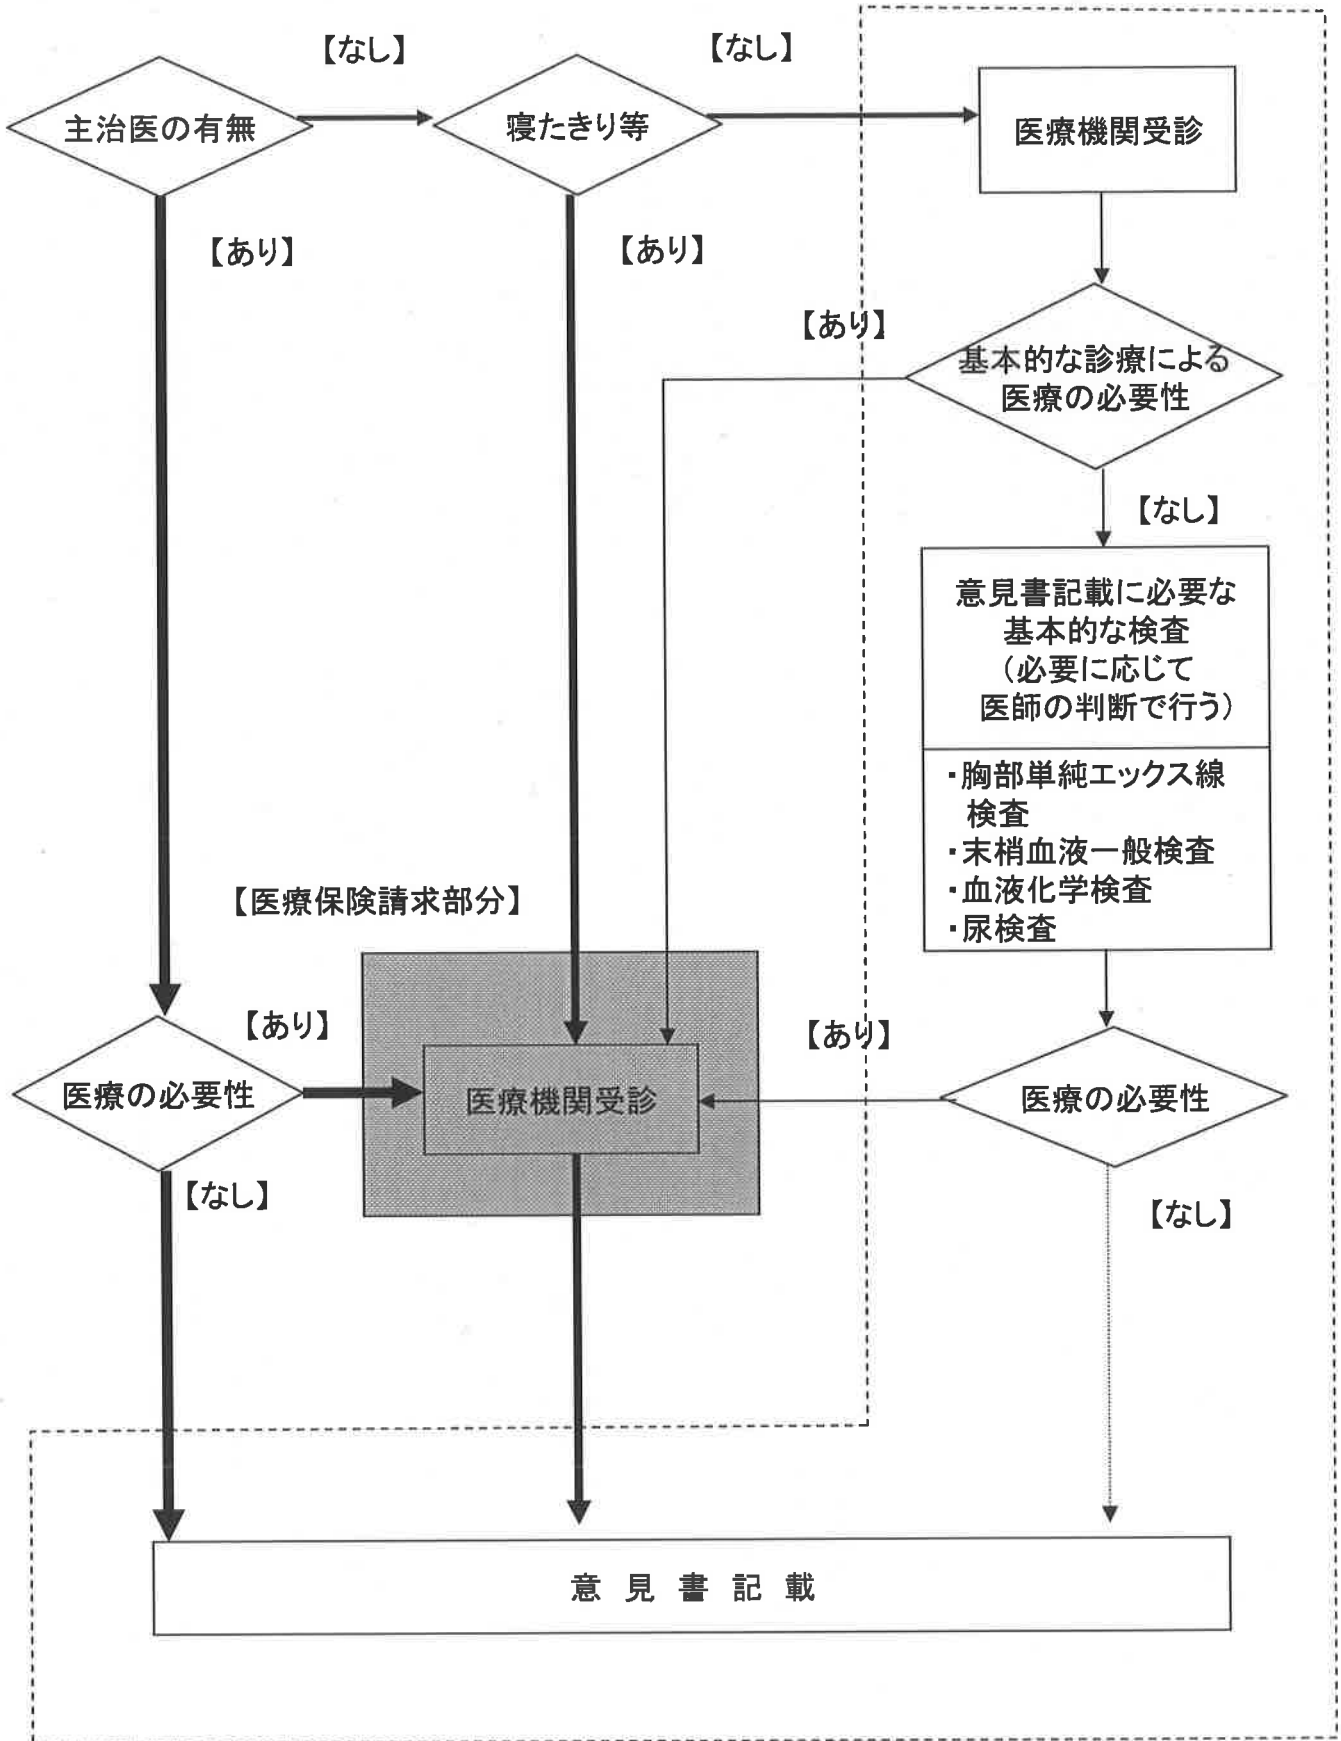 【なし】
【なし】
主治医の有無
寝たきり等
医療機関受診
【あり】
【あり】
【あり】
基本的な診療による
医療の必要性
【なし】
意見書記載に必要な
基本的な検査
(必要に応じて
医師の判断で行う)
・胸部単純エックス線
検査
・末梢血液一般検査
・血液化学検査
・尿検査
【医療保険請求部分】
【あり】
【あり】
医療の必要性
医療機関受診
医療の必要性
【なし】
【なし】
意見書記載